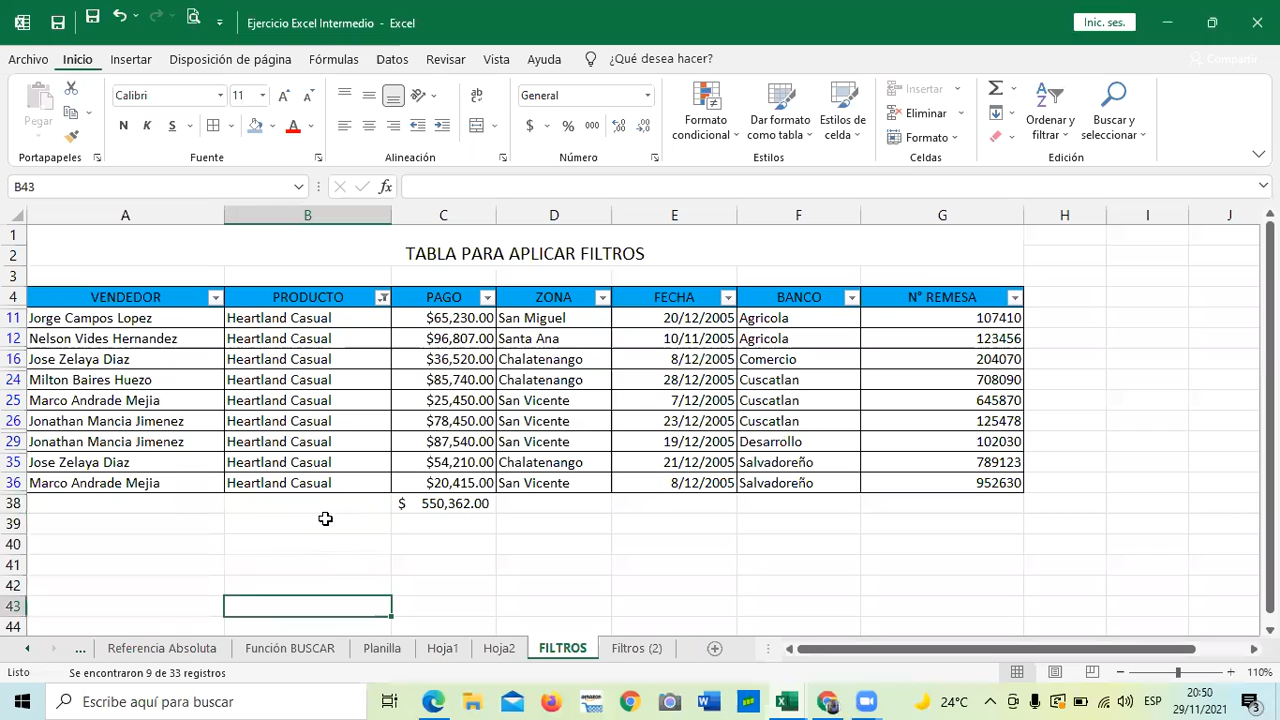 Ejercicio Excel Intermedio - Excel
Inic. ses.
Archivo Inicio Insertar Disposición de página Fórmulas Datos Revisar Vista Ayuda ¿Qué desea hacer? Compartir
Pegar
Calibri 11
N K S
General
$ % 000
Formato condicional
Dar formato como tabla
Estilos de celda
Insertar
Eliminar
Formato
Ordenar y filtrar
Buscar y seleccionar
Portapapeles Fuente Alineación Número Estilos Celdas Edición
B43 fx
A B C D E F G H I J
1
2 TABLA PARA APLICAR FILTROS
3
4 VENDEDOR PRODUCTO PAGO ZONA FECHA BANCO N° REMESA
11 Jorge Campos Lopez Heartland Casual $65,230.00 San Miguel 20/12/2005 Agricola 107410
12 Nelson Vides Hernandez Heartland Casual $96,807.00 Santa Ana 10/11/2005 Agricola 123456
16 Jose Zelaya Diaz Heartland Casual $36,520.00 Chalatenango 8/12/2005 Comercio 204070
24 Milton Baires Huezo Heartland Casual $85,740.00 Chalatenango 28/12/2005 Cuscatlan 708090
25 Marco Andrade Mejia Heartland Casual $25,450.00 San Vicente 7/12/2005 Cuscatlan 645870
26 Jonathan Mancia Jimenez Heartland Casual $78,450.00 San Vicente 23/12/2005 Cuscatlan 125478
29 Jonathan Mancia Jimenez Heartland Casual $87,540.00 San Vicente 19/12/2005 Desarrollo 102030
35 Jose Zelaya Diaz Heartland Casual $54,210.00 Chalatenango 21/12/2005 Salvadoreño 789123
36 Marco Andrade Mejia Heartland Casual $20,415.00 San Vicente 8/12/2005 Salvadoreño 952630
38 $ 550,362.00
39
40
41
42
43
44
... Referencia Absoluta Función BUSCAR Planilla Hoja1 Hoja2 FILTROS Filtros (2)
Listo Se encontraron 9 de 33 registros 110%
Escribe aquí para buscar 24°C ESP 20:50
29/11/2021 3